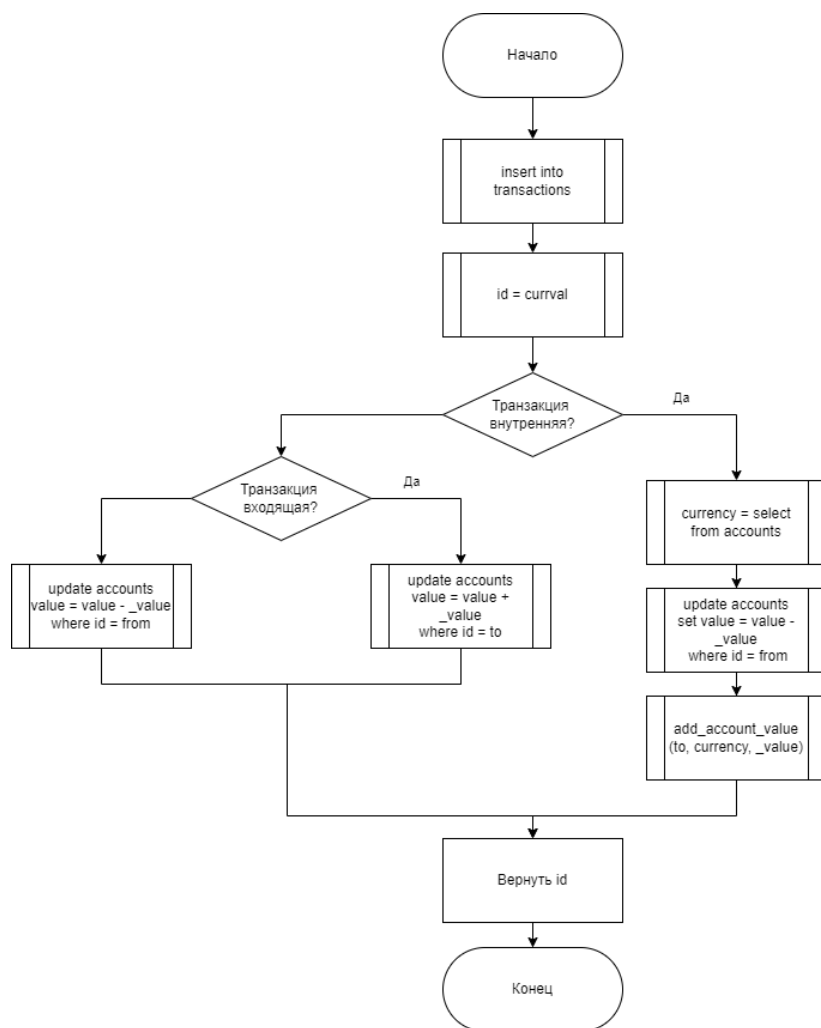 Начало
insert into
transactions
id = currval
Транзакция
внутренняя?
Да
Транзакция
входящая?
Да
currency = select
from accounts
update accounts
value = value - _value
where id = from
update accounts
value = value +
_value
where id = to
update accounts
set value = value -
_value
where id = from
add_account_value
(to, currency, _value)
Вернуть id
Конец